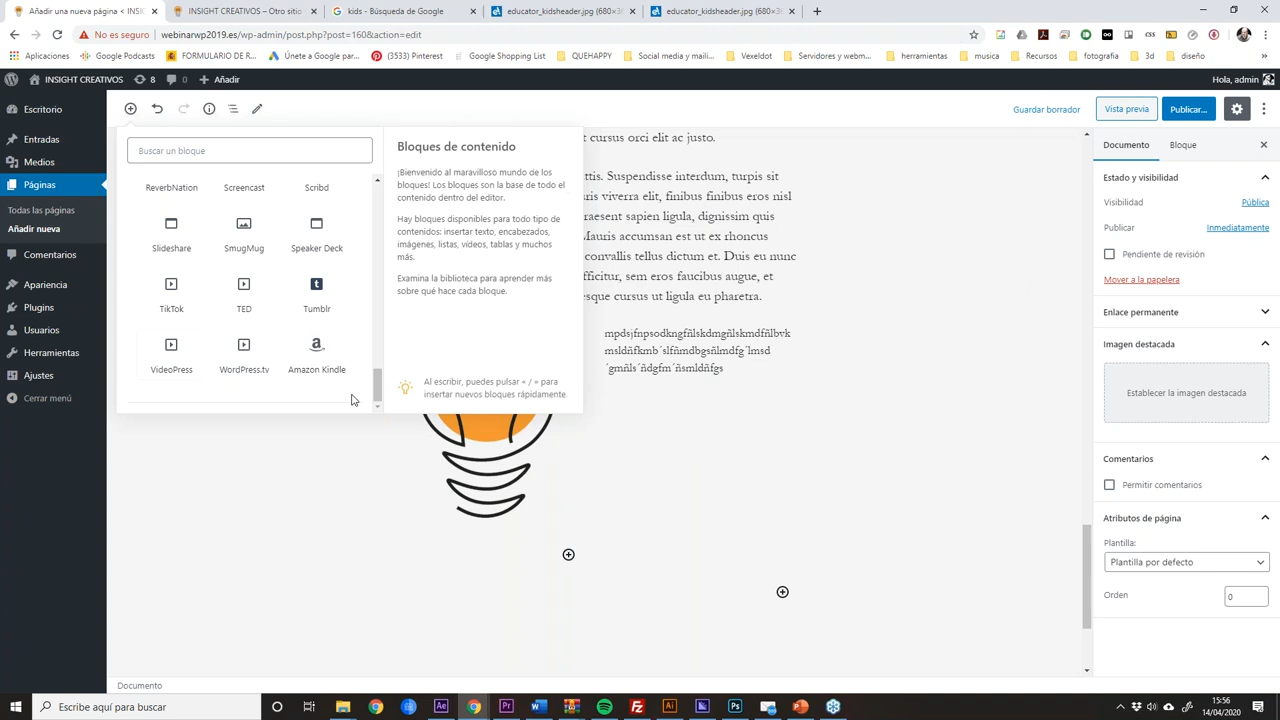 Añadir una nueva página < INSI
INSIGHT CREATIVOS – Otro sitio
kids - Búsqueda de Google
educator_kidsheader.jpg (680×3
educator_kidsheader.jpg (680×3
No es seguro
webinarwp2019.es/wp-admin/post.php?post=160&action=edit
Aplicaciones
Google Podcasts
FORMULARIO DE R...
Únete a Google par...
(3533) Pinterest
Google Shopping List
QUEHAPPY
Social media y maili...
Vexeldot
Servidores y webm...
herramientas
musica
Recursos
fotografia
3d
diseño
INSIGHT CREATIVOS
8
0
Añadir
Hola, admin
Guardar borrador
Vista previa
Publicar...
Escritorio
Entradas
Medios
Páginas
Todas las páginas
Añadir nueva
Comentarios
Apariencia
Plugins
Usuarios
Herramientas
Ajustes
Cerrar menú
Buscar un bloque
ReverbNation
Screencast
Scribd
Slideshare
SmugMug
Speaker Deck
TikTok
TED
Tumblr
VideoPress
WordPress.tv
Amazon Kindle
Bloques de contenido
¡Bienvenido al maravilloso mundo de los
bloques! Los bloques son la base de todo el
contenido dentro del editor.
Hay bloques disponibles para todo tipo de
contenidos: insertar texto, encabezados,
imágenes, listas, vídeos, tablas y muchos
más.
Examina la biblioteca para aprender más
sobre qué hace cada bloque.
Al escribir, puedes pulsar « / » para
insertar nuevos bloques rápidamente.
t cursus orci elit ac justo.
ttis. Suspendisse interdum, turpis sit
uris viverra elit, finibus finibus eros nisl
raesent sapien ligula, dignissim quis
Mauris accumsan est ut ex rhoncus
convallis tellus dictum et. Duis eu nunc
fficitur, sem eros faucibus augue, et
esque cursus ut ligula eu pharetra.
mpdsjfnpsodkngfñlskdmgñlskmdfñlbvk
msldñfkmb´slfñmdbgsñlmdfg´lmsd
´gmñls´ñdgfm´ñsmldñfgs
Documento
Bloque
Estado y visibilidad
Visibilidad
Pública
Publicar
Inmediatamente
Pendiente de revisión
Mover a la papelera
Enlace permanente
Imagen destacada
Establecer la imagen destacada
Comentarios
Permitir comentarios
Atributos de página
Plantilla:
Plantilla por defecto
Orden
0
Documento
Escribe aquí para buscar
15:56
14/04/2020